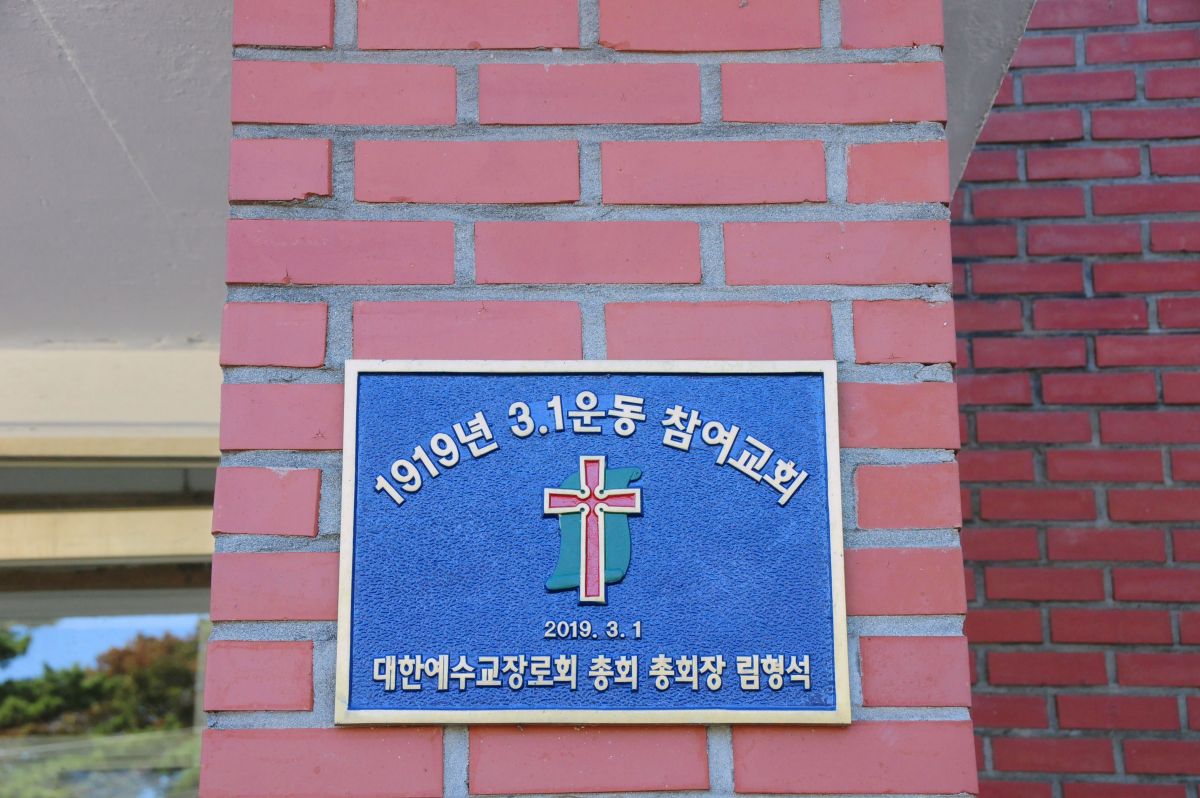 1919년 3.1운동 참여교회
2019. 3. 1
대한예수교장로회 총회 총회장 림형석